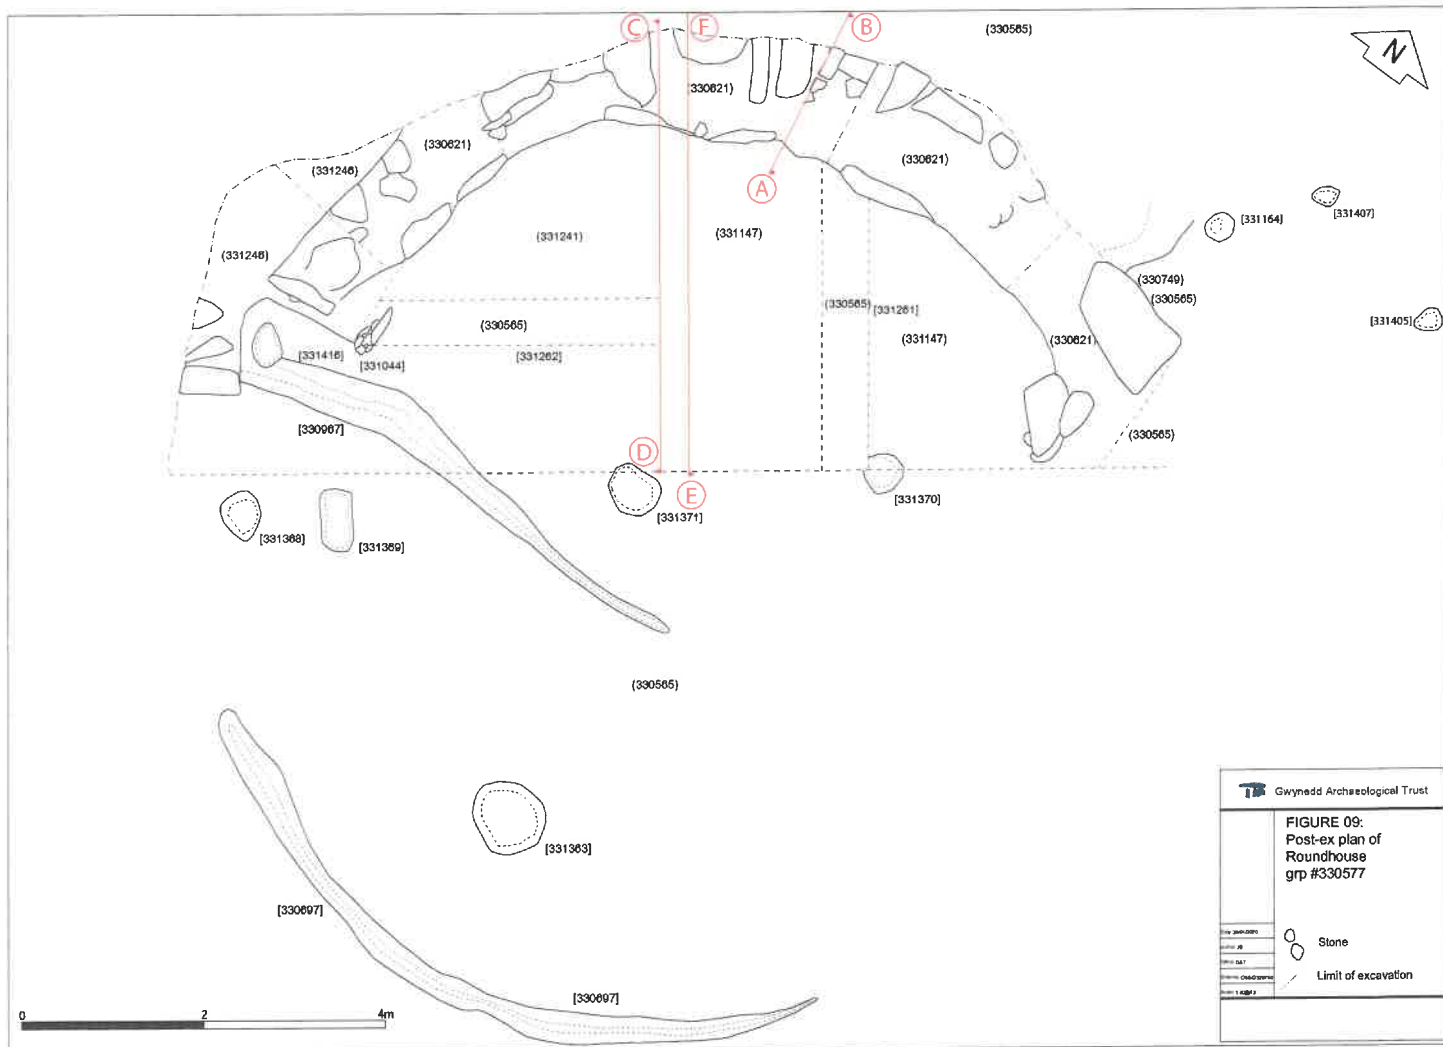 C
F
B
(330565)
N
(330621)
(330621)
(331246)
(330621)
A
[331164]
[331407]
(331241)
(331147)
(331246)
(330749)
(330565)
(330565)
[331261]
[331405]
(330565)
(331147)
(330621)
[331416]
[331044]
[331262]
[330967]
(330565)
D
E
[331371]
[331370]
[331368]
[331369]
(330565)
[331363]
[330697]
[330697]
0
2
4m
Gwynedd Archaeological Trust
FIGURE 09:
Post-ex plan of
Roundhouse
grp #330577
Stone
Limit of excavation